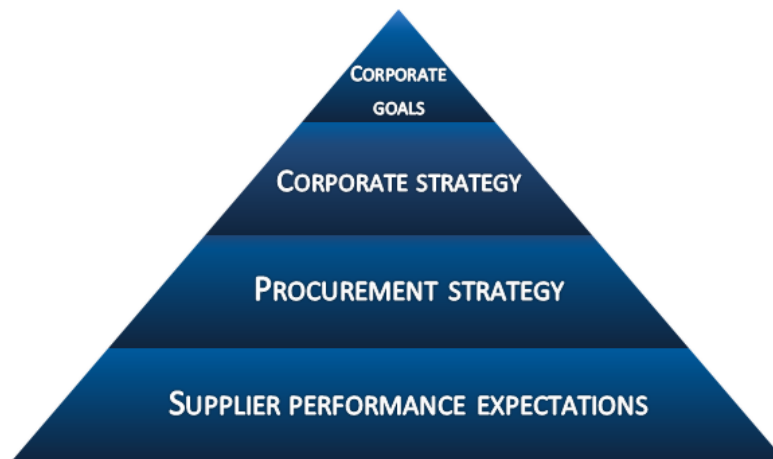 CORPORATE
GOALS
CORPORATE STRATEGY
PROCUREMENT STRATEGY
SUPPLIER PERFORMANCE EXPECTATIONS